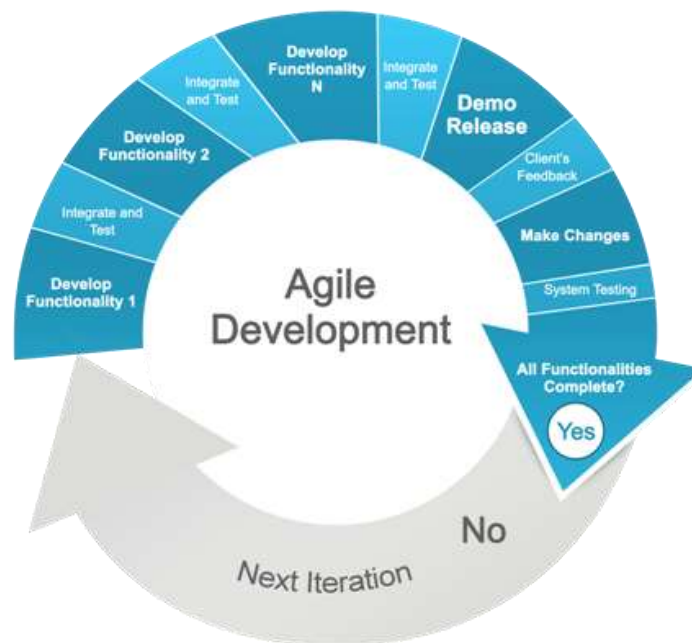 Develop
Functionality 1
Integrate and
Test
Develop
Functionality 2
Integrate
and Test
Develop
Functionality
N
Integrate
and Test
Demo
Release
Client's
Feedback
Make Changes
System Testing
All Functionalities
Complete?
Yes
No
Next Iteration
Agile
Development